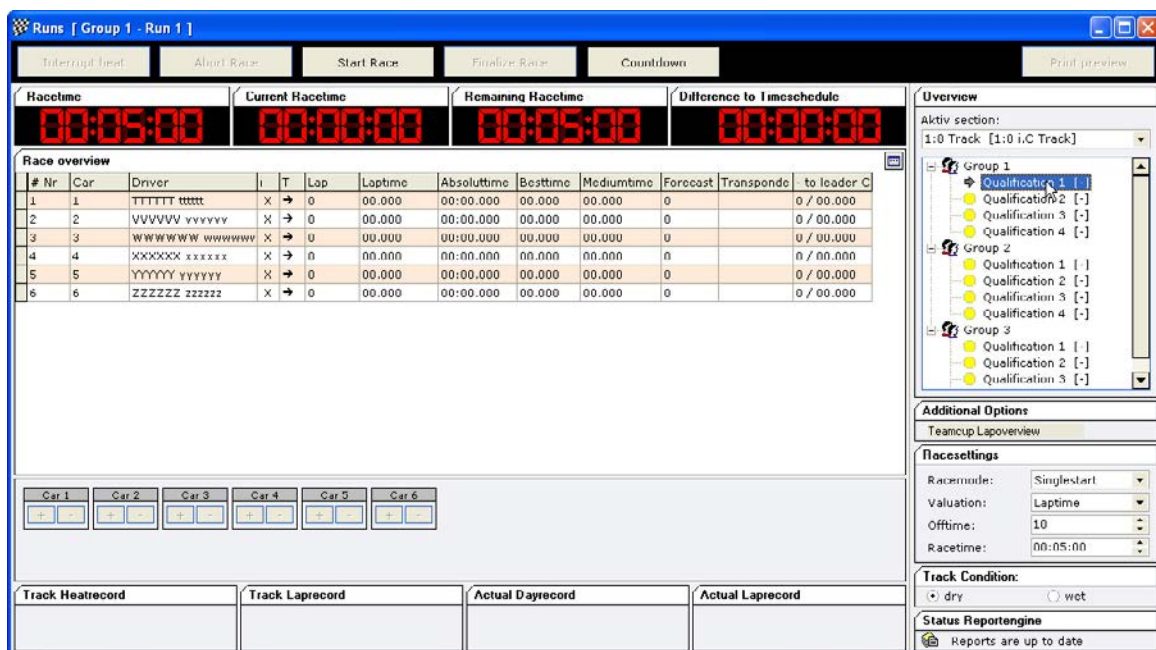 Runs [ Group 1 - Run 1 ]
Interrupt heat Abort Race Start Race Finalize Race Countdown Print preview
Racetime Current Racetime Remaining Racetime Difference to Timeschedule
00:05:00 00:00:00 00:05:00 00:00:00
Race overview
# Nr Car Driver i T Lap Laptime Absoluttime Besttime Mediumtime Forecast Transponde - to leader C
1 1 TTTTTT tttttt X → 0 00.000 00:00.000 00.000 00.000 0 0 / 00.000
2 2 VVVVVV vvvvvv X → 0 00.000 00:00.000 00.000 00.000 0 0 / 00.000
3 3 WWWWWW wwwwww X → 0 00.000 00:00.000 00.000 00.000 0 0 / 00.000
4 4 XXXXXX xxxxxx X → 0 00.000 00:00.000 00.000 00.000 0 0 / 00.000
5 5 YYYYYY yyyyyy X → 0 00.000 00:00.000 00.000 00.000 0 0 / 00.000
6 6 ZZZZZZ zzzzzz X → 0 00.000 00:00.000 00.000 00.000 0 0 / 00.000
Car 1 Car 2 Car 3 Car 4 Car 5 Car 6
+ - + - + - + - + - + -
Track Heatrecord Track Laprecord Actual Dayrecord Actual Laprecord
Overview
Aktiv section:
1:8 Track [1:8 i.C Track]
Group 1
Qualification 1 [-]
Qualification 2 [-]
Qualification 3 [-]
Qualification 4 [-]
Group 2
Qualification 1 [-]
Qualification 2 [-]
Qualification 3 [-]
Qualification 4 [-]
Group 3
Qualification 1 [-]
Qualification 2 [-]
Qualification 3 [-]
Additional Options
Teamcup Lapoverview
Racesettings
Racemode: Singlestart
Valuation: Laptime
Offtime: 10
Racetime: 00:05:00
Track Condition:
dry wet
Status Reportengine
Reports are up to date